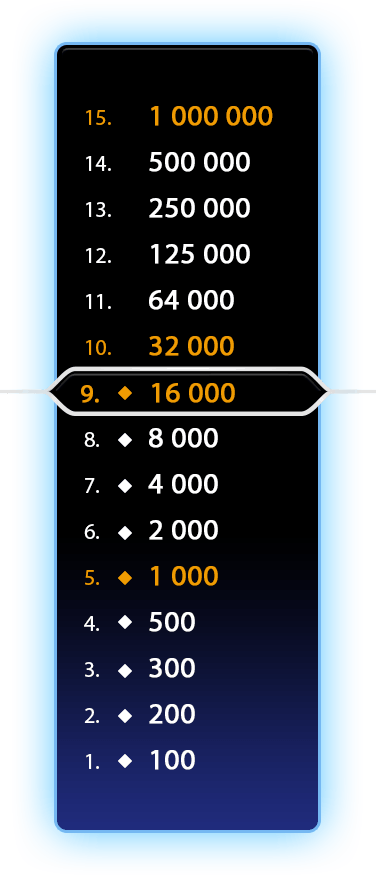 15. 1 000 000
14. 500 000
13. 250 000
12. 125 000
11. 64 000
10. 32 000
9. ◆ 16 000
8. ◆ 8 000
7. ◆ 4 000
6. ◆ 2 000
5. ◆ 1 000
4. ◆ 500
3. ◆ 300
2. ◆ 200
1. ◆ 100